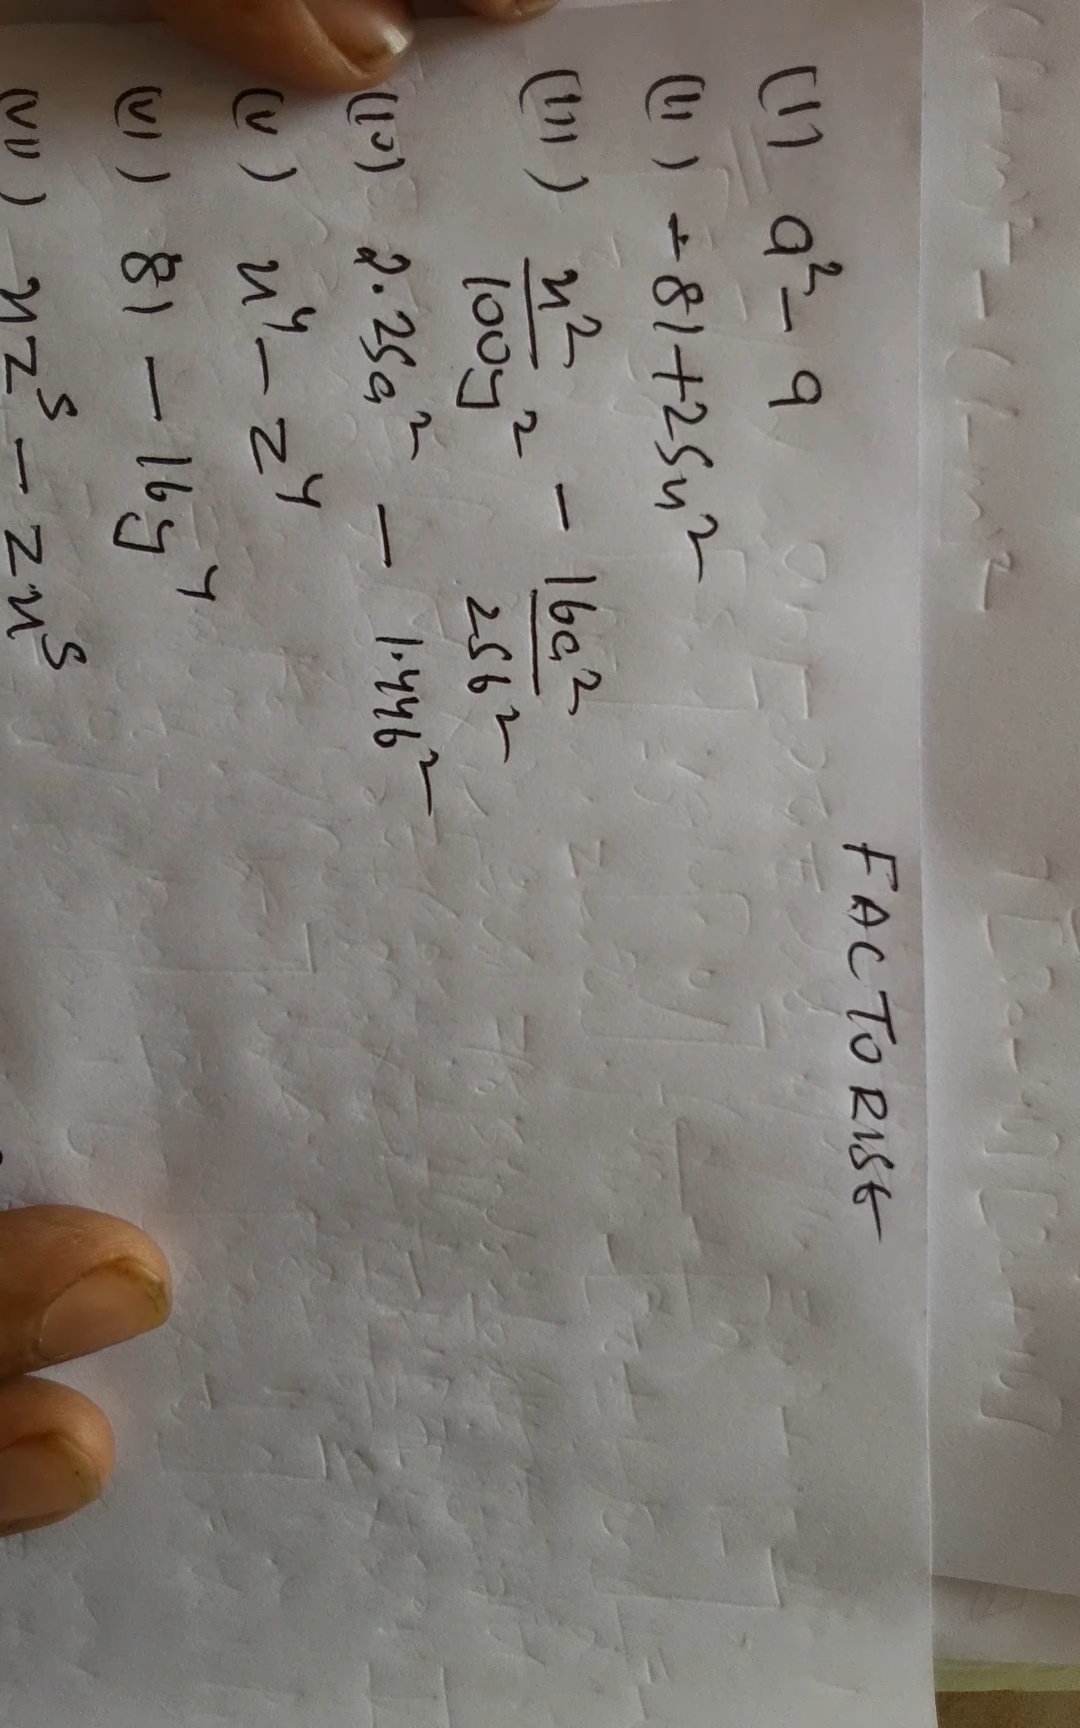 FACTORISE
(i) a² - 9
(ii) - 81 + 25x²
(iii) x²/100y² - 16a²/25b²
(iv) 2.25a² - 1.44b²
(v) x⁴ - z⁴
(vi) 81 - 16y⁴
(vii) xz⁵ - zx⁵